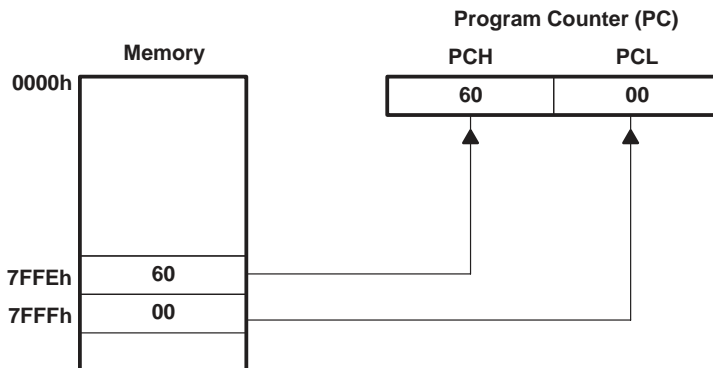 Program Counter (PC)
Memory
PCH
PCL
0000h
60
00
7FFEh
60
7FFFh
00